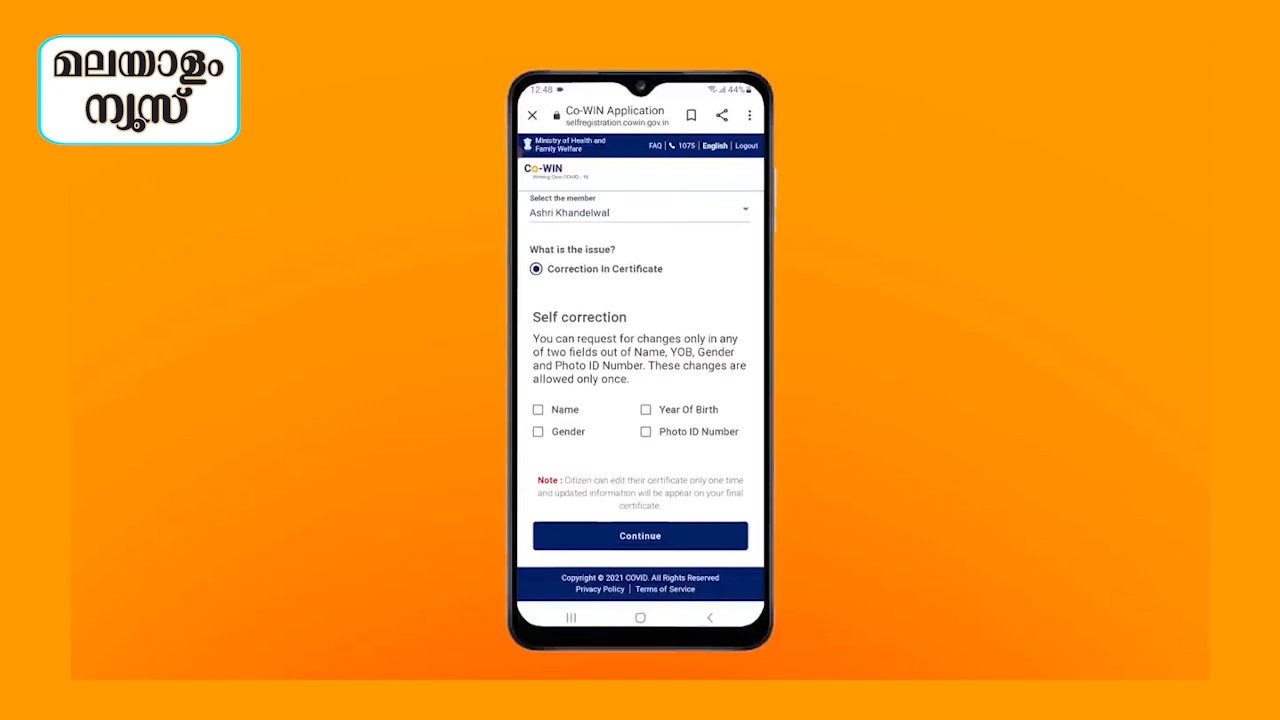 മലയാളം
ന്യൂസ്
12:48
44%
Co-WIN Application
selfregistration.cowin.gov.in
Ministry of Health and
Family Welfare
FAQ | 1075 | English | Logout
Co-WIN
Winning Over COVID - 19
Select the member
Ashri Khandelwal
What is the issue?
Correction In Certificate
Self correction
You can request for changes only in any
of two fields out of Name, YOB, Gender
and Photo ID Number. These changes are
allowed only once.
Name
Year Of Birth
Gender
Photo ID Number
Note : Citizen can edit their certificate only one time
and updated information will be appear on your final
certificate
Continue
Copyright © 2021 COVID. All Rights Reserved
Privacy Policy | Terms of Service